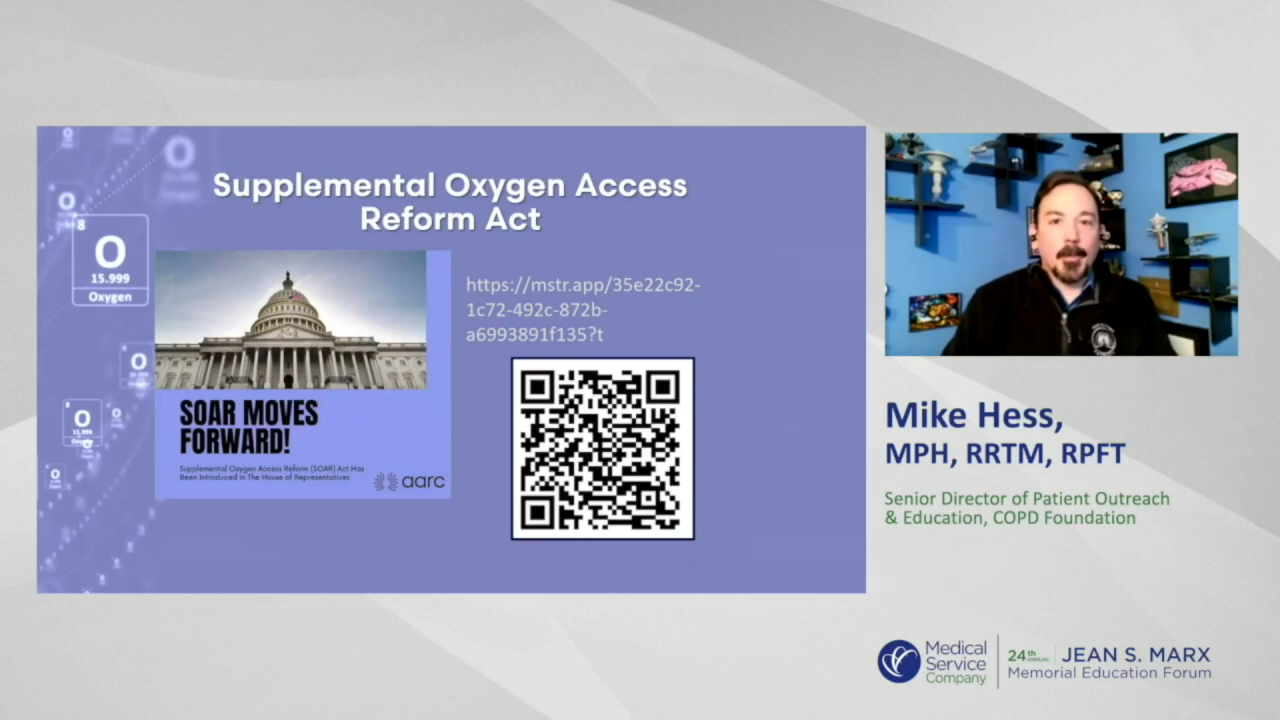 Supplemental Oxygen Access
Reform Act
O
O
8
O
15.999
Oxygen
O
O
15.999
O
O
O
https://mstr.app/35e22c92-
1c72-492c-872b-
a6993891f135?t
SOAR MOVES
FORWARD!
Supplemental Oxygen Access Reform (SOAR) Act Has
Been Introduced in The House of Representatives
aarc
Mike Hess,
MPH, RRTM, RPFT
Senior Director of Patient Outreach
& Education, COPD Foundation
Medical
Service
Company
24th ANNUAL JEAN S. MARX
Memorial Education Forum